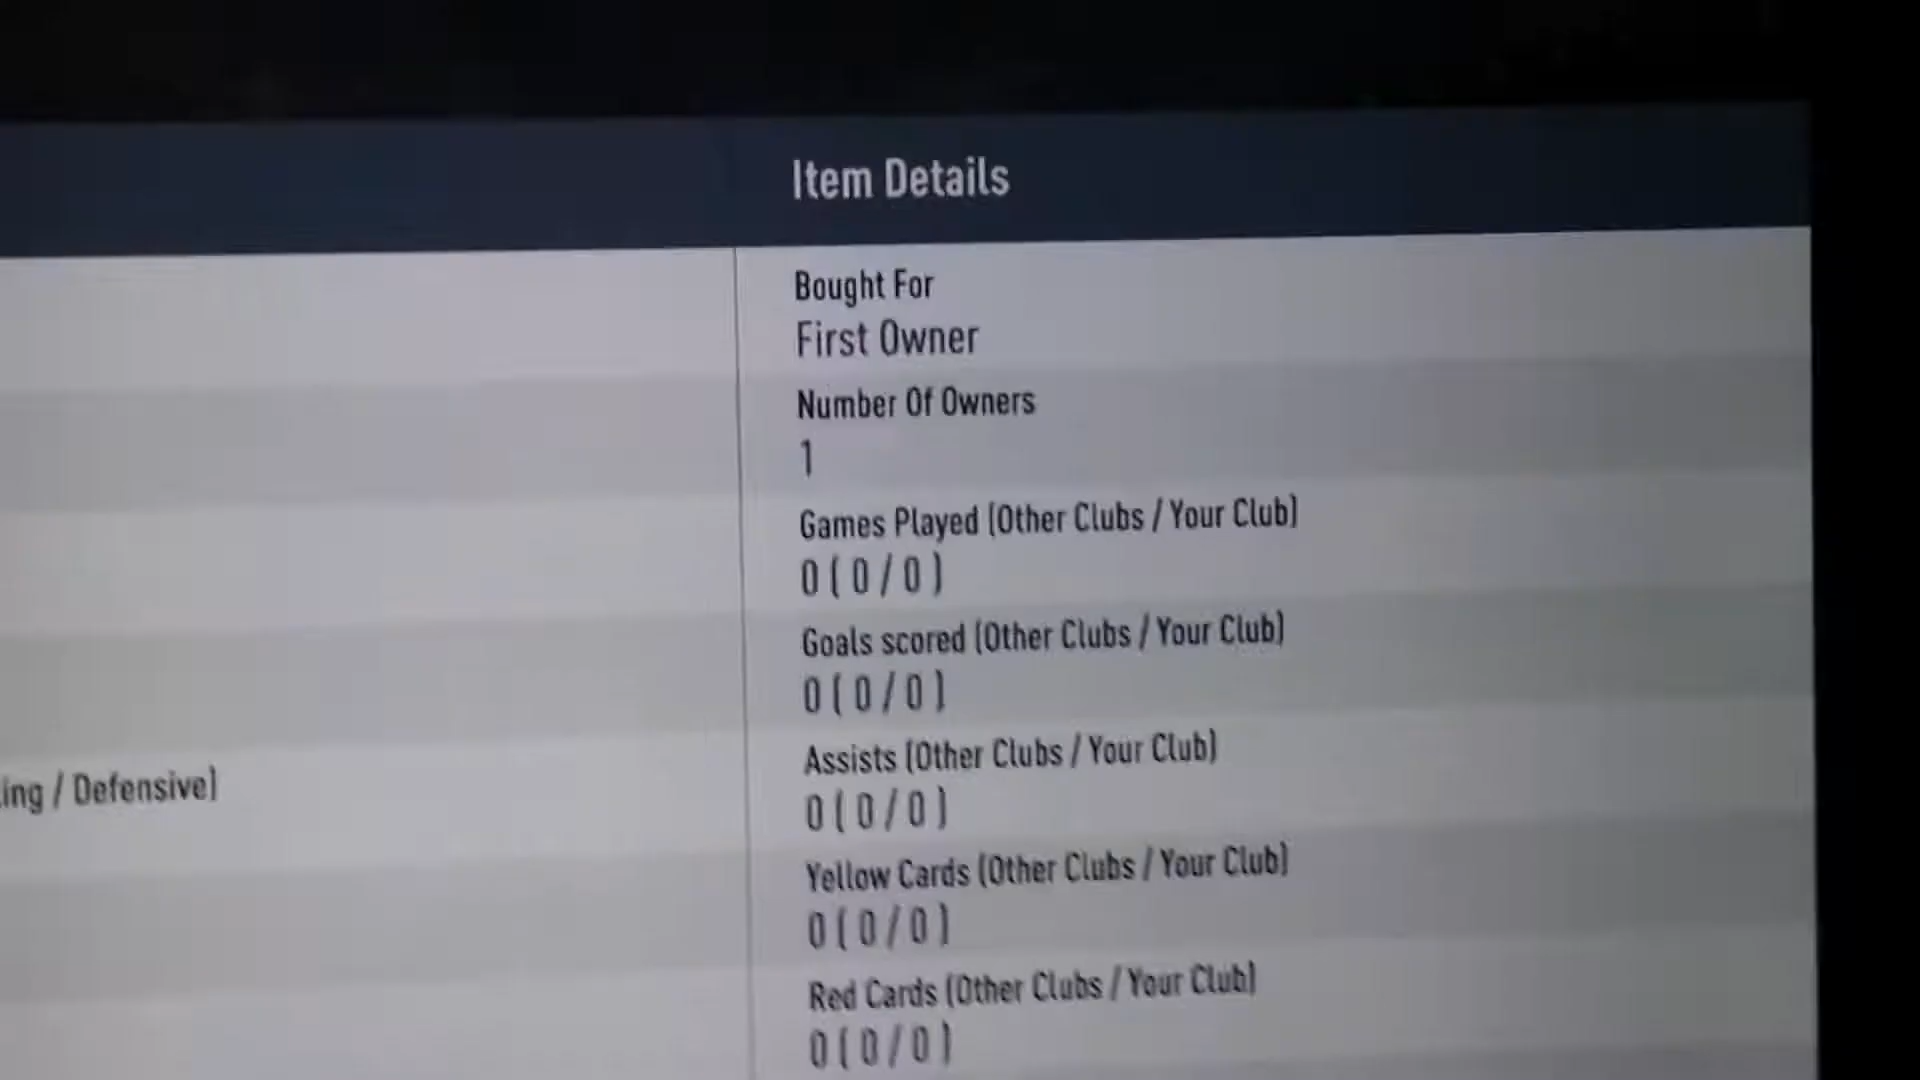 Item Details
Bought For
First Owner
Number Of Owners
1
Games Played (Other Clubs / Your Club)
0 ( 0 / 0 )
Goals scored (Other Clubs / Your Club)
0 ( 0 / 0 )
Assists (Other Clubs / Your Club)
0 ( 0 / 0 )
ing / Defensive)
Yellow Cards (Other Clubs / Your Club)
0 ( 0 / 0 )
Red Cards (Other Clubs / Your Club)
0 ( 0 / 0 )